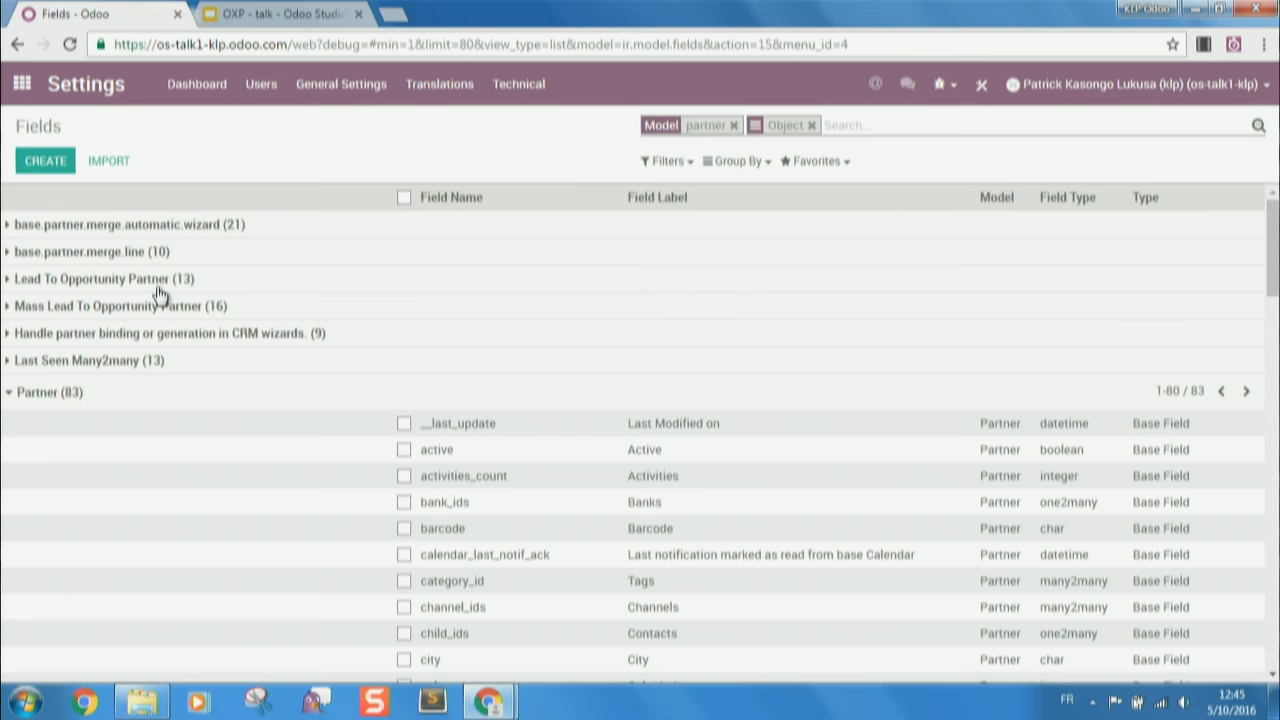 Fields - Odoo
OXP - talk - Odoo Studi
KLP Odoo
https://os-talk1-klp.odoo.com/web?debug=#min=1&limit=80&view_type=list&model=ir.model.fields&action=15&menu_id=4
Settings Dashboard Users General Settings Translations Technical @ Patrick Kasongo Lukusa (klp) (os-talk1-klp)
Fields Model partner Object Search...
CREATE IMPORT Filters Group By Favorites
Field Name Field Label Model Field Type Type
base.partner.merge.automatic.wizard (21)
base.partner.merge.line (10)
Lead To Opportunity Partner (13)
Mass Lead To Opportunity Partner (16)
Handle partner binding or generation in CRM wizards. (9)
Last Seen Many2many (13)
Partner (83) 1-80 / 83
__last_update Last Modified on Partner datetime Base Field
active Active Partner boolean Base Field
activities_count Activities Partner integer Base Field
bank_ids Banks Partner one2many Base Field
barcode Barcode Partner char Base Field
calendar_last_notif_ack Last notification marked as read from base Calendar Partner datetime Base Field
category_id Tags Partner many2many Base Field
channel_ids Channels Partner many2many Base Field
child_ids Contacts Partner one2many Base Field
city City Partner char Base Field
FR 12:45
5/10/2016